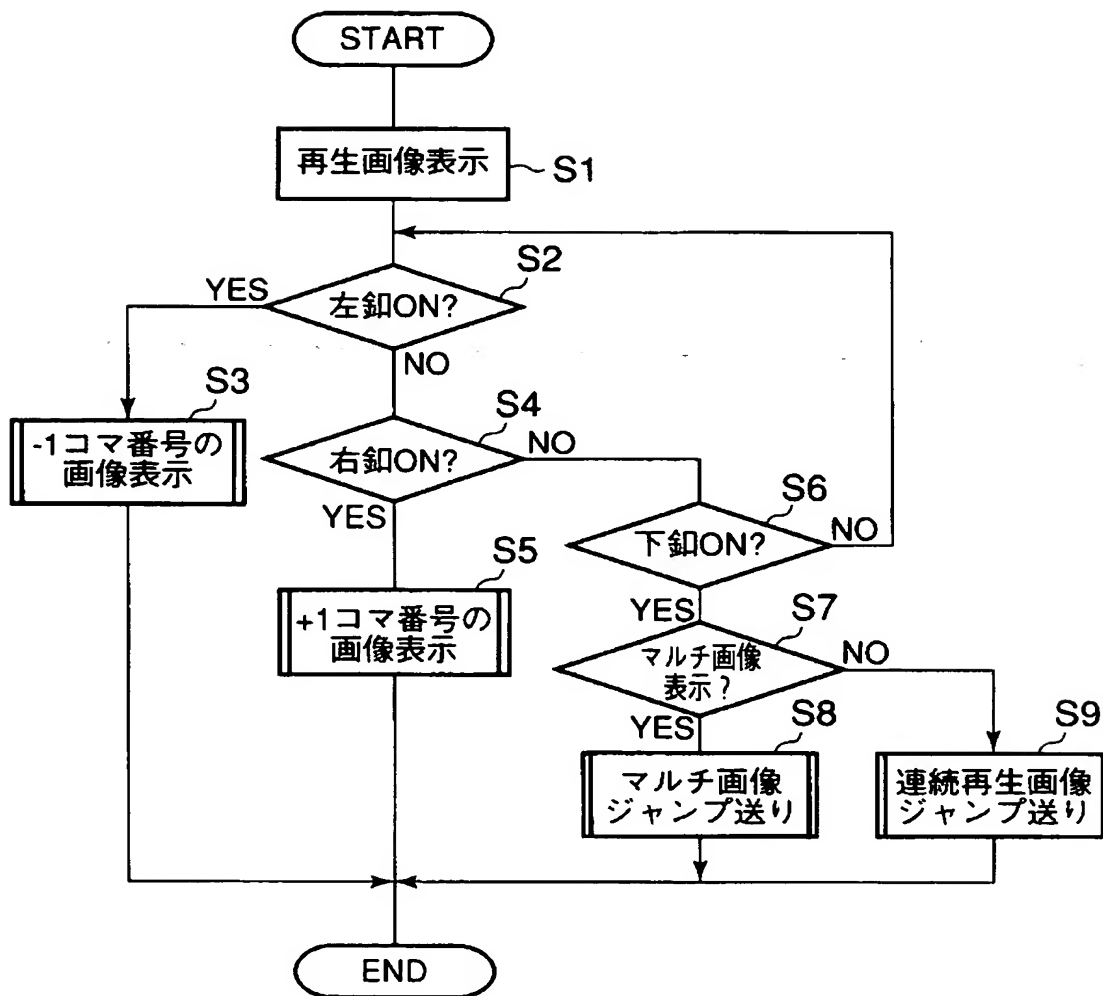 START
再生画像表示
S1
S2
YES
左釦ON?
NO
S3
-1コマ番号の
画像表示
S4
右釦ON?
NO
YES
S6
下釦ON?
NO
YES
S5
+1コマ番号の
画像表示
S7
マルチ画像
表示?
NO
YES
S8
マルチ画像
ジャンプ送り
S9
連続再生画像
ジャンプ送り
END